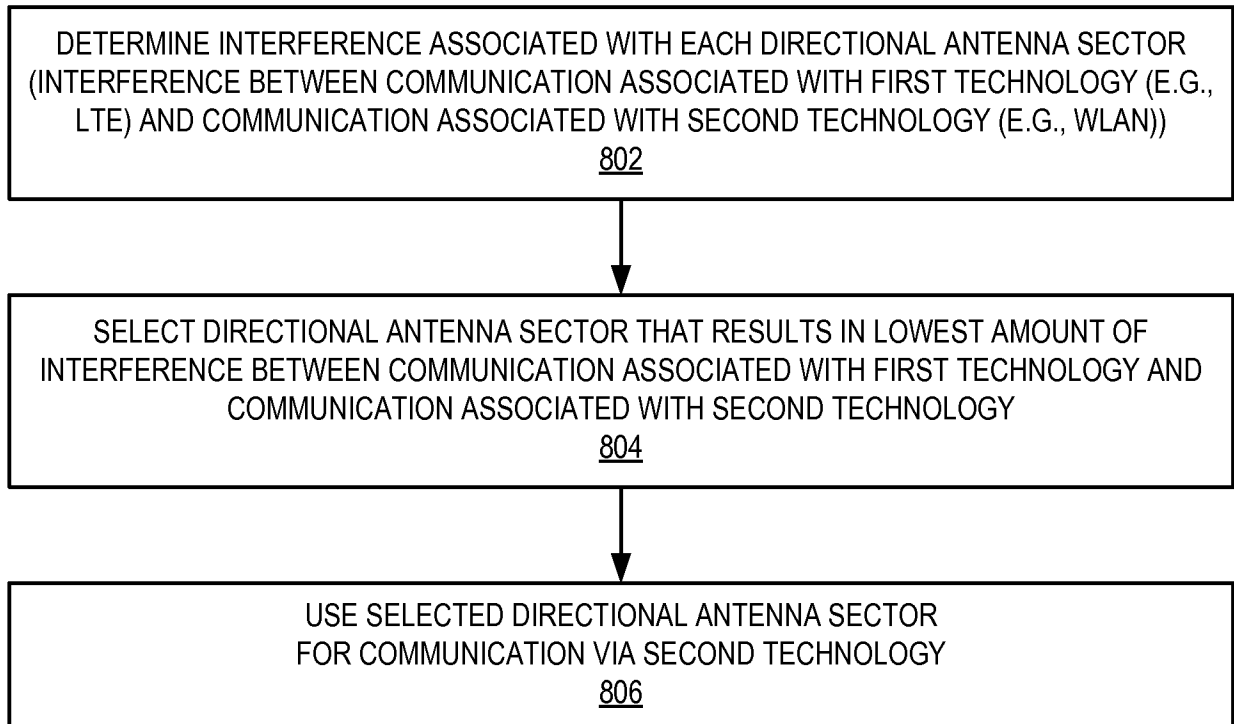 DETERMINE INTERFERENCE ASSOCIATED WITH EACH DIRECTIONAL ANTENNA SECTOR
(INTERFERENCE BETWEEN COMMUNICATION ASSOCIATED WITH FIRST TECHNOLOGY (E.G.,
LTE) AND COMMUNICATION ASSOCIATED WITH SECOND TECHNOLOGY (E.G., WLAN))
802
SELECT DIRECTIONAL ANTENNA SECTOR THAT RESULTS IN LOWEST AMOUNT OF
INTERFERENCE BETWEEN COMMUNICATION ASSOCIATED WITH FIRST TECHNOLOGY AND
COMMUNICATION ASSOCIATED WITH SECOND TECHNOLOGY
804
USE SELECTED DIRECTIONAL ANTENNA SECTOR
FOR COMMUNICATION VIA SECOND TECHNOLOGY
806